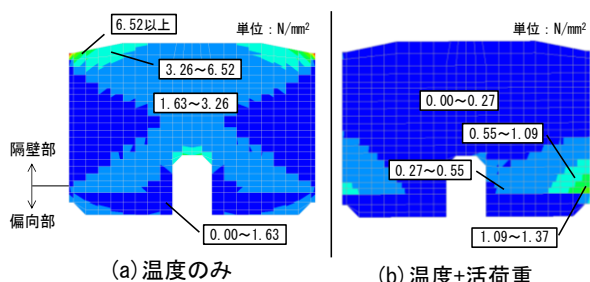 6.52以上
単位：N/mm²
3.26～6.52
1.63～3.26
隔壁部
偏向部
0.00～1.63
(a)温度のみ
単位：N/mm²
0.00～0.27
0.55～1.09
0.27～0.55
1.09～1.37
(b)温度+活荷重